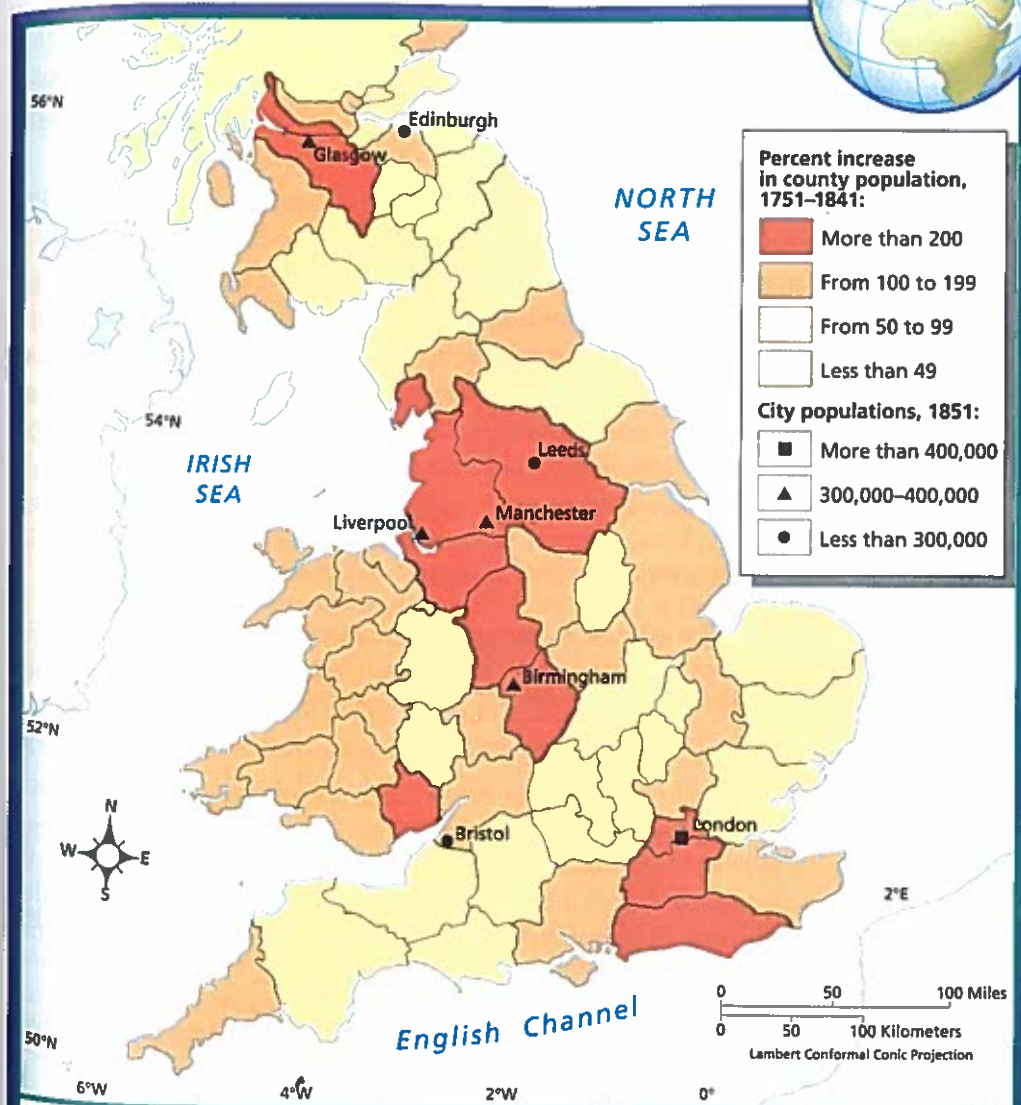 56°N
Edinburgh
Glasgow
NORTH
SEA
Percent increase
in county population,
1751–1841:
More than 200
From 100 to 199
From 50 to 99
Less than 49
City populations, 1851:
More than 400,000
300,000–400,000
Less than 300,000
54°N
IRISH
SEA
Leeds
Liverpool
Manchester
Birmingham
52°N
N
W
E
S
Bristol
London
2°E
English Channel
0 50 100 Miles
0 50 100 Kilometers
Lambert Conformal Conic Projection
50°N
6°W
4°W
2°W
0°